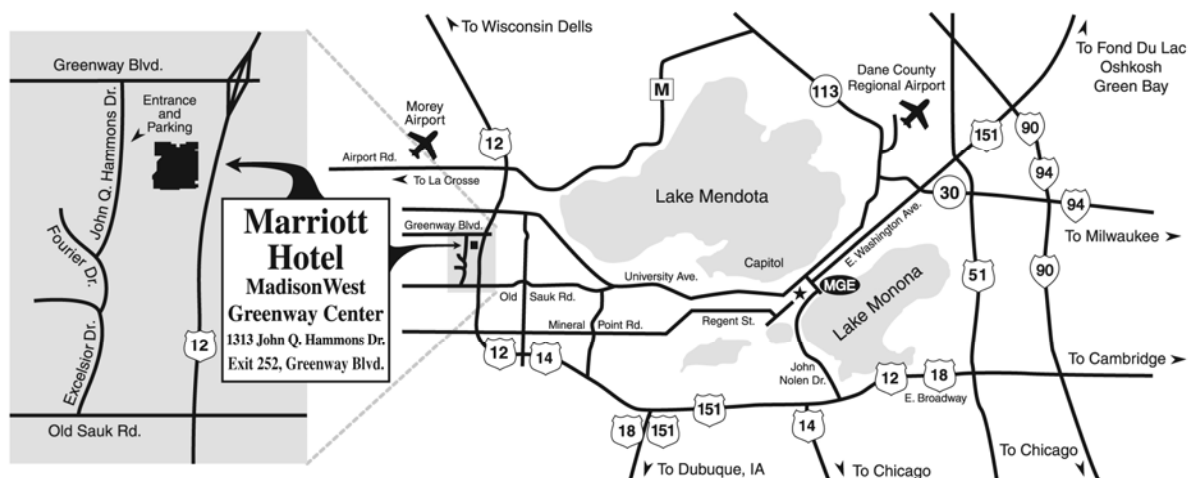 Greenway Blvd.
John Q. Hammons Dr.
Entrance
and
Parking
Fourier Dr.
Excelsior Dr.
12
Old Sauk Rd.
Marriott
Hotel
MadisonWest
Greenway Center
1313 John Q. Hammons Dr.
Exit 252, Greenway Blvd.
To Wisconsin Dells
Morey
Airport
12
Airport Rd.
To La Crosse
Greenway Blvd.
M
113
Dane County
Regional Airport
To Fond Du Lac
Oshkosh
Green Bay
151
90
94
30
94
To Milwaukee
Lake Mendota
E. Washington Ave.
Capitol
MGE
Lake Monona
51
90
University Ave.
Old Sauk Rd.
Mineral Point Rd.
Regent St.
12
14
John
Nolen Dr.
12
18
E. Broadway
To Cambridge
18
151
151
14
To Dubuque, IA
To Chicago
To Chicago